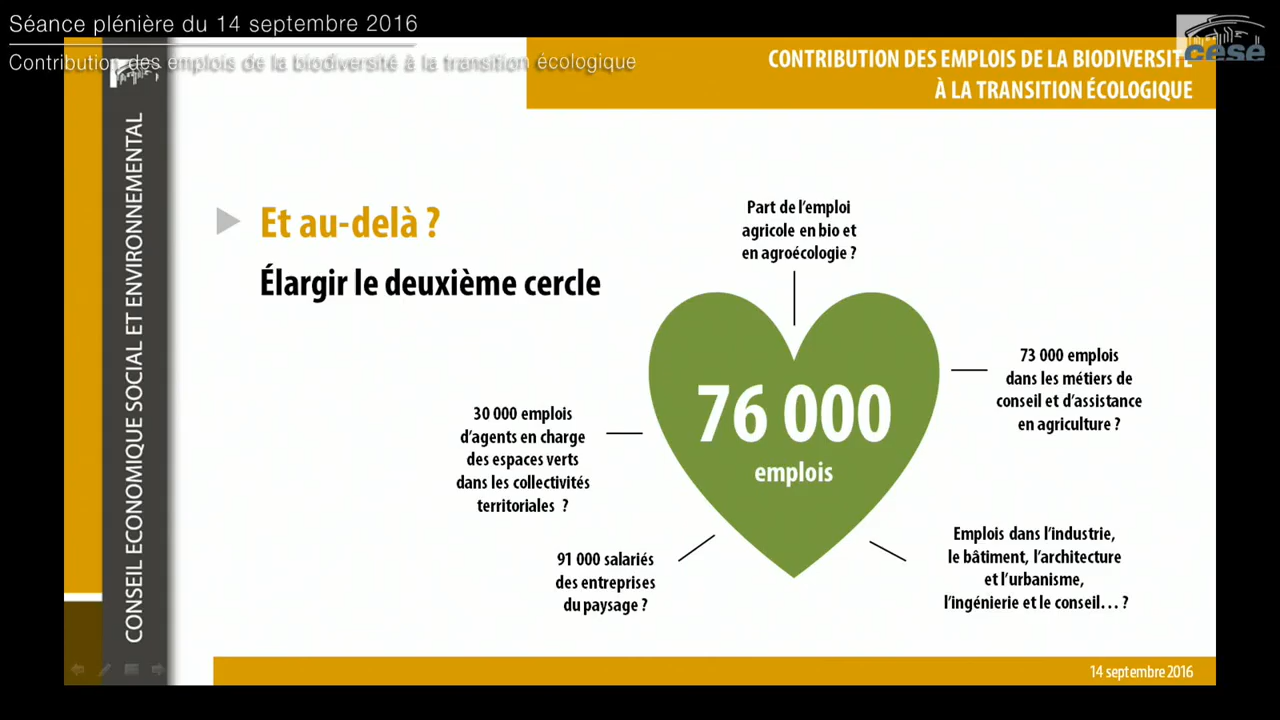 Séance plénière du 14 septembre 2016
Contribution des emplois de la biodiversité à la transition écologique
cese
CONTRIBUTION DES EMPLOIS DE LA BIODIVERSITÉ
À LA TRANSITION ÉCOLOGIQUE
CONSEIL ECONOMIQUE SOCIAL ET ENVIRONNEMENTAL
Et au-delà ?
Élargir le deuxième cercle
Part de l'emploi
agricole en bio et
en agroécologie ?
73 000 emplois
dans les métiers de
conseil et d'assistance
en agriculture ?
76 000
emplois
30 000 emplois
d'agents en charge
des espaces verts
dans les collectivités
territoriales ?
91 000 salariés
des entreprises
du paysage ?
Emplois dans l'industrie,
le bâtiment, l'architecture
et l'urbanisme,
l'ingénierie et le conseil… ?
14 septembre 2016